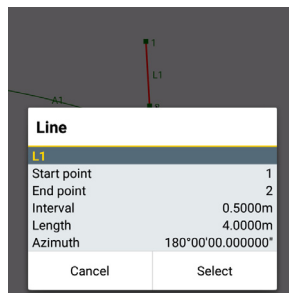 1
L1
A1
Line
L1
Start point 1
End point 2
Interval 0.5000m
Length 4.0000m
Azimuth 180°00'00.000000"
Cancel Select